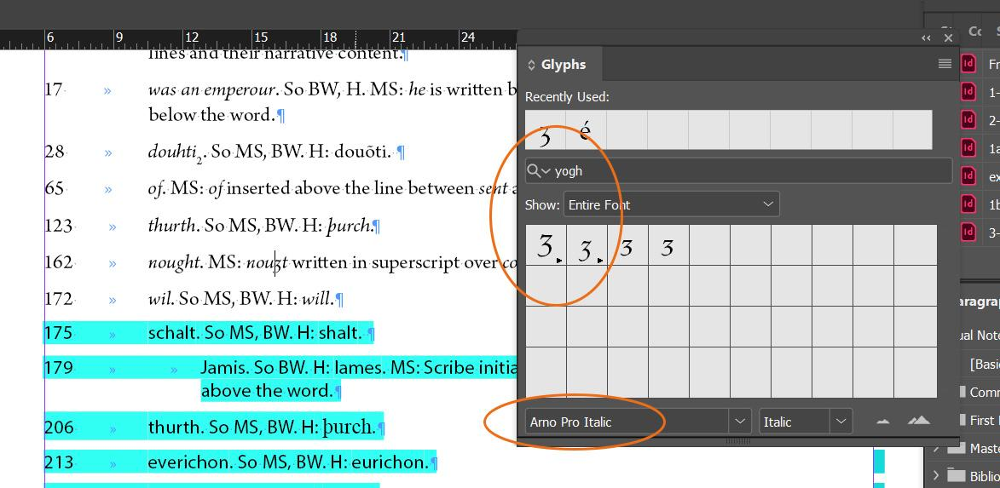 6 9 12 15 18 21 24
lines and their narrative content.¶
17 » was an emperour. So BW, H. MS: he is written b
below the word.¶
28 » douhti2. So MS, BW. H: douȏti. ¶
65 » of. MS: of inserted above the line between sent a
123 » thurth. So MS, BW. H: þurch.¶
162 » nought. MS: nouȝt written in superscript over co
172 » wil. So MS, BW. H: will.¶
175 » schalt. So MS, BW. H: shalt. ¶
179 » » Jamis. So BW. H: Iames. MS: Scribe initia
above the word.¶
206 » thurth. So MS, BW. H: þurch.¶
213 » everichon. So MS, BW. H: eurichon.¶
Glyphs
Recently Used:
ȝ é
yogh
Show: Entire Font
Ȝ ȝ ȝ ȝ
Arno Pro Italic
Italic
Id Fr
Id 1-
Id 2-
Id 1a
Id ex
Id 1b
Id 3-
aragra
ual Note
[Basic
Comm
First
Maste
Biblio